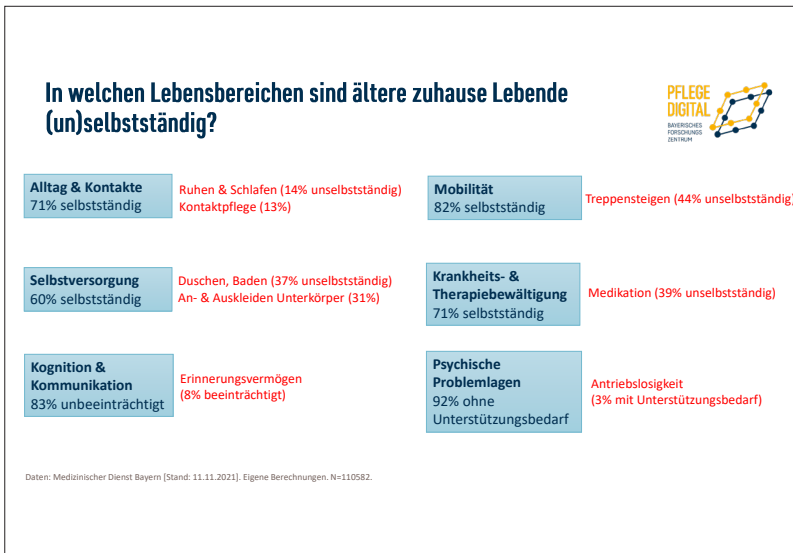 In welchen Lebensbereichen sind ältere zuhause Lebende
(un)selbstständig?
PFLEGE
DIGITAL
BAYERISCHES
FORSCHUNGS
ZENTRUM
Alltag & Kontakte
71% selbstständig
Ruhen & Schlafen (14% unselbstständig)
Kontaktpflege (13%)
Mobilität
82% selbstständig
Treppensteigen (44% unselbstständig)
Selbstversorgung
60% selbstständig
Duschen, Baden (37% unselbstständig)
An- & Auskleiden Unterkörper (31%)
Krankheits- &
Therapiebewältigung
71% selbstständig
Medikation (39% unselbstständig)
Kognition &
Kommunikation
83% unbeeinträchtigt
Erinnerungsvermögen
(8% beeinträchtigt)
Psychische
Problemlagen
92% ohne
Unterstützungsbedarf
Antriebslosigkeit
(3% mit Unterstützungsbedarf)
Daten: Medizinischer Dienst Bayern [Stand: 11.11.2021]. Eigene Berechnungen. N=110582.